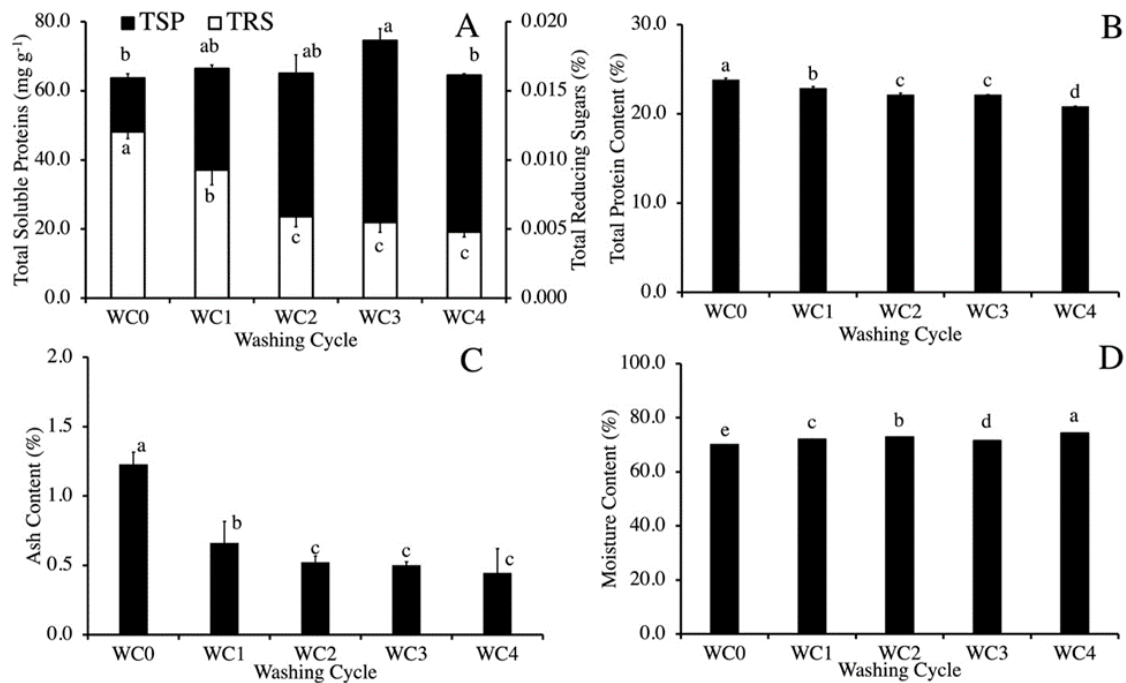 TSP TRS
A
80.0
60.0
40.0
20.0
0.0
Total Soluble Proteins (mg g-1)
0.020
0.015
0.010
0.005
0.000
Total Reducing Sugars (%)
b ab ab a b
a b c c c
WC0 WC1 WC2 WC3 WC4
Washing Cycle
B
30.0
20.0
10.0
0.0
Total Protein Content (%)
a b c c d
WC0 WC1 WC2 WC3 WC4
Washing Cycle
C
2.0
1.5
1.0
0.5
0.0
Ash Content (%)
a b c c c
WC0 WC1 WC2 WC3 WC4
Washing Cycle
D
100.0
80.0
60.0
40.0
20.0
0.0
Moisture Content (%)
e c b d a
WC0 WC1 WC2 WC3 WC4
Washing Cycle